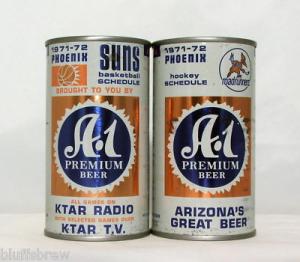 1971-72
PHOENIX
SUNS
basketball
SCHEDULE
BROUGHT TO YOU BY
A-1
PREMIUM
BEER
ALL GAMES ON
KTAR RADIO
WITH SELECTED GAMES OVER
KTAR T.V.
1971-72
PHOENIX
hockey
SCHEDULE
roadrunners
A-1
PREMIUM
BEER
ARIZONA'S
GREAT BEER
bluffsbrew